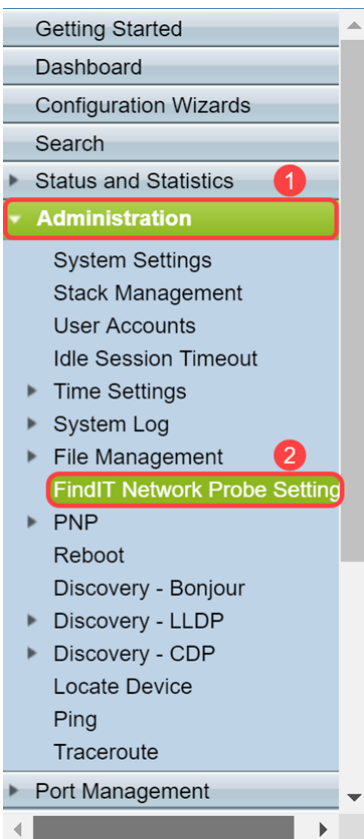 Getting Started
Dashboard
Configuration Wizards
Search
Status and Statistics 1
Administration
System Settings
Stack Management
User Accounts
Idle Session Timeout
Time Settings
System Log
File Management 2
FindIT Network Probe Setting
PNP
Reboot
Discovery - Bonjour
Discovery - LLDP
Discovery - CDP
Locate Device
Ping
Traceroute
Port Management